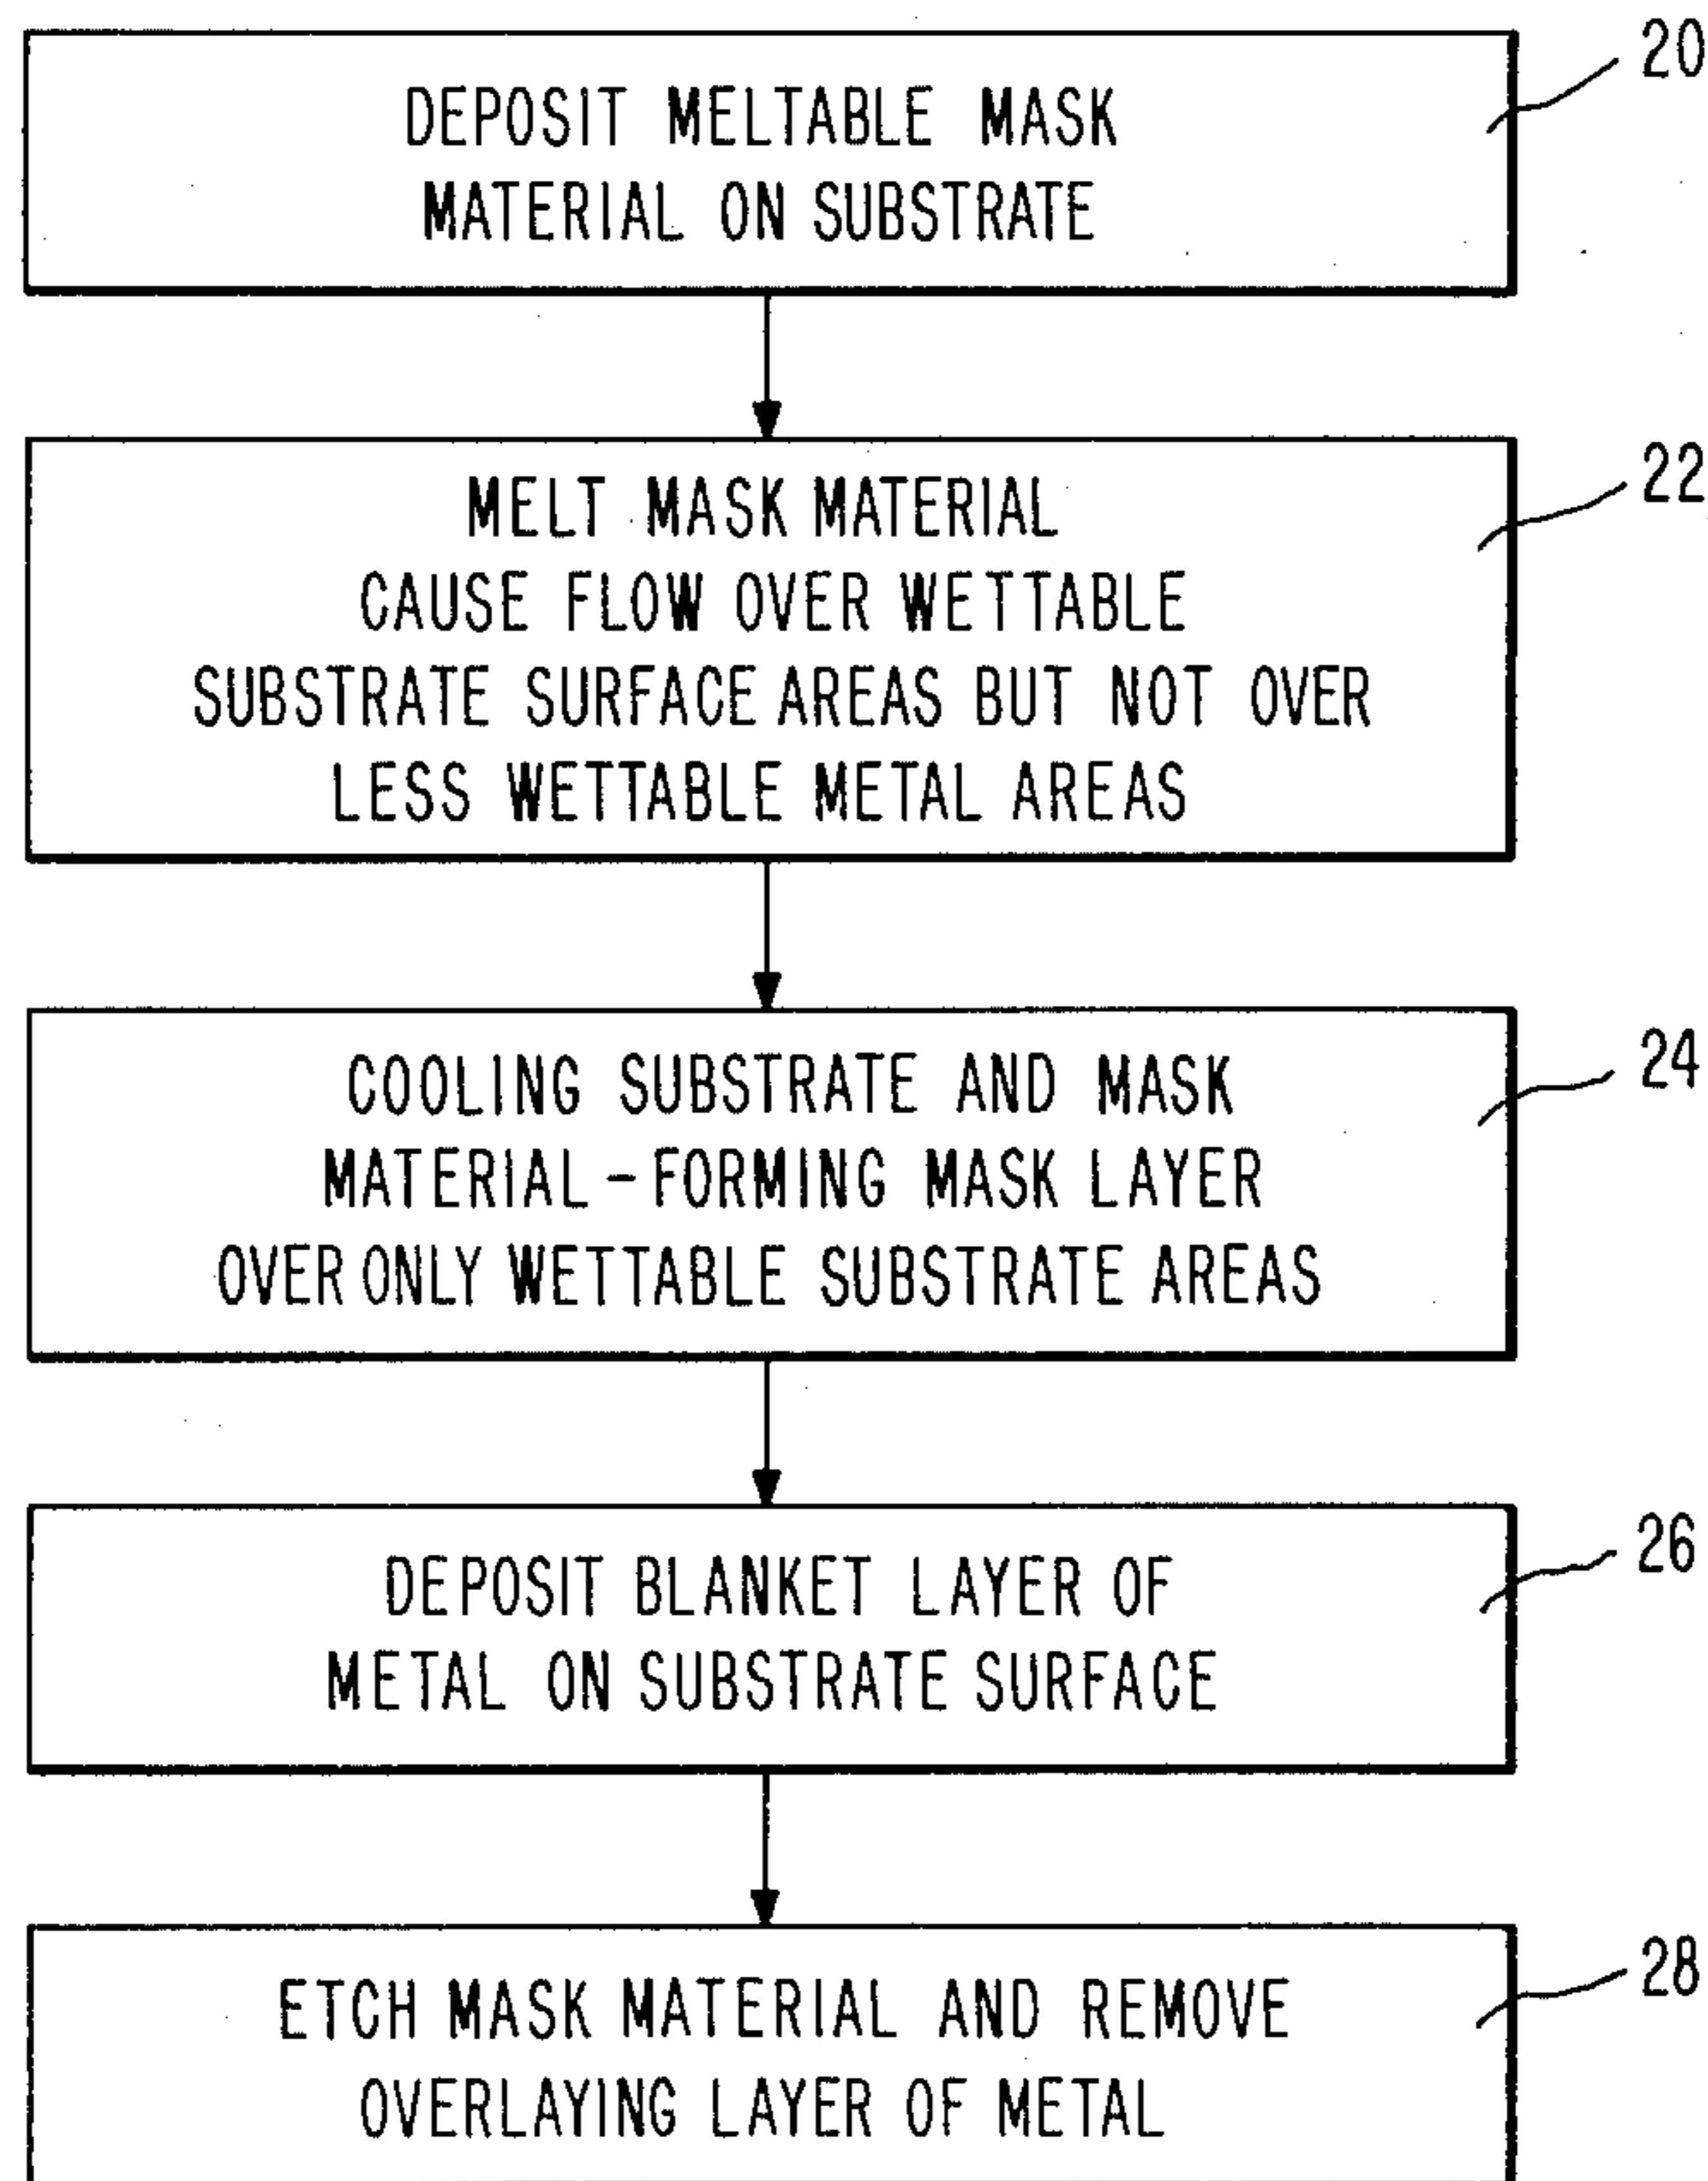 20
DEPOSIT MELTABLE MASK
MATERIAL ON SUBSTRATE
22
MELT MASK MATERIAL
CAUSE FLOW OVER WETTABLE
SUBSTRATE SURFACE AREAS BUT NOT OVER
LESS WETTABLE METAL AREAS
24
COOLING SUBSTRATE AND MASK
MATERIAL-FORMING MASK LAYER
OVER ONLY WETTABLE SUBSTRATE AREAS
26
DEPOSIT BLANKET LAYER OF
METAL ON SUBSTRATE SURFACE
28
ETCH MASK MATERIAL AND REMOVE
OVERLAYING LAYER OF METAL